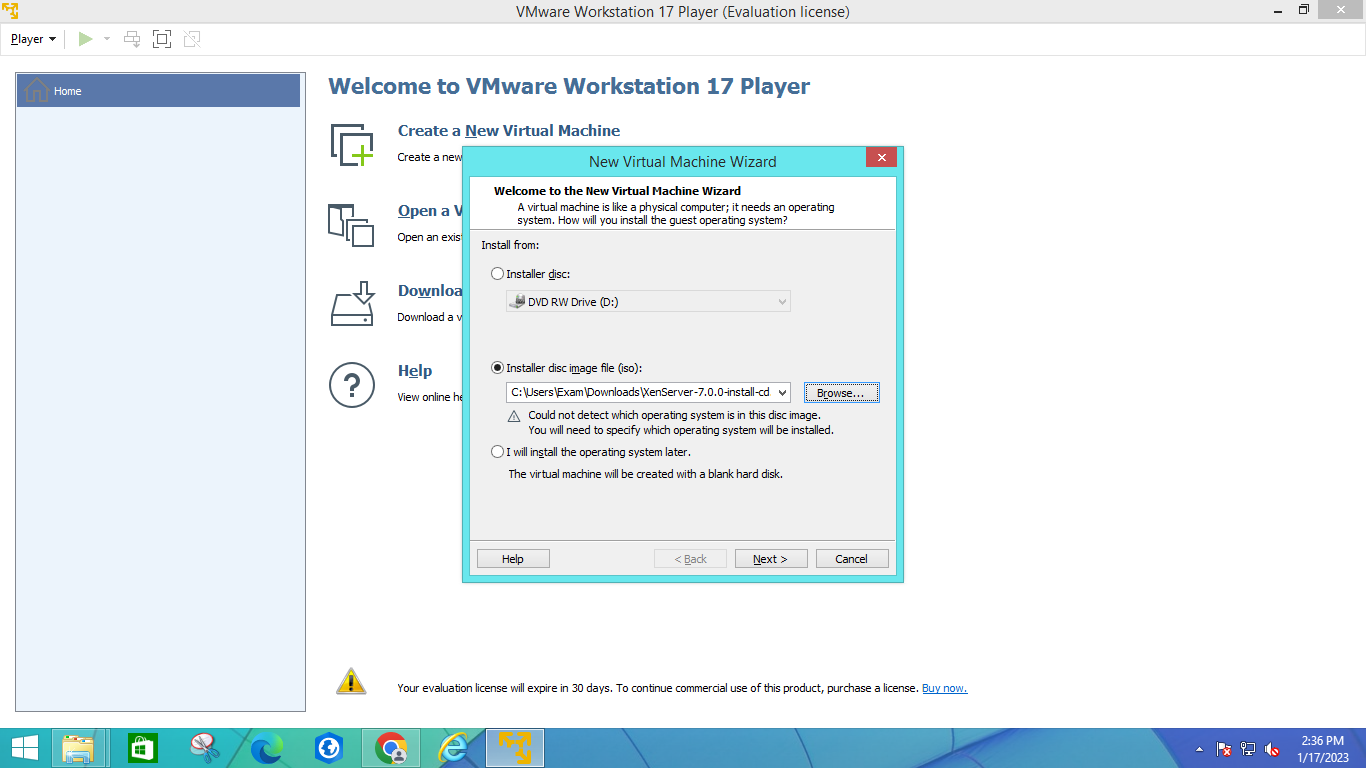 VMware Workstation 17 Player (Evaluation license)
Player
Home
Welcome to VMware Workstation 17 Player
Create a New Virtual Machine
Create a new
Open a V
Open an exis
Downloa
Download a v
Help
View online he
New Virtual Machine Wizard
Welcome to the New Virtual Machine Wizard
A virtual machine is like a physical computer; it needs an operating
system. How will you install the guest operating system?
Install from:
Installer disc:
DVD RW Drive (D:)
Installer disc image file (iso):
C:\Users\Exam\Downloads\XenServer-7.0.0-install-cd
Browse...
Could not detect which operating system is in this disc image.
You will need to specify which operating system will be installed.
I will install the operating system later.
The virtual machine will be created with a blank hard disk.
Help
< Back
Next >
Cancel
Your evaluation license will expire in 30 days. To continue commercial use of this product, purchase a license. Buy now.
2:36 PM
1/17/2023